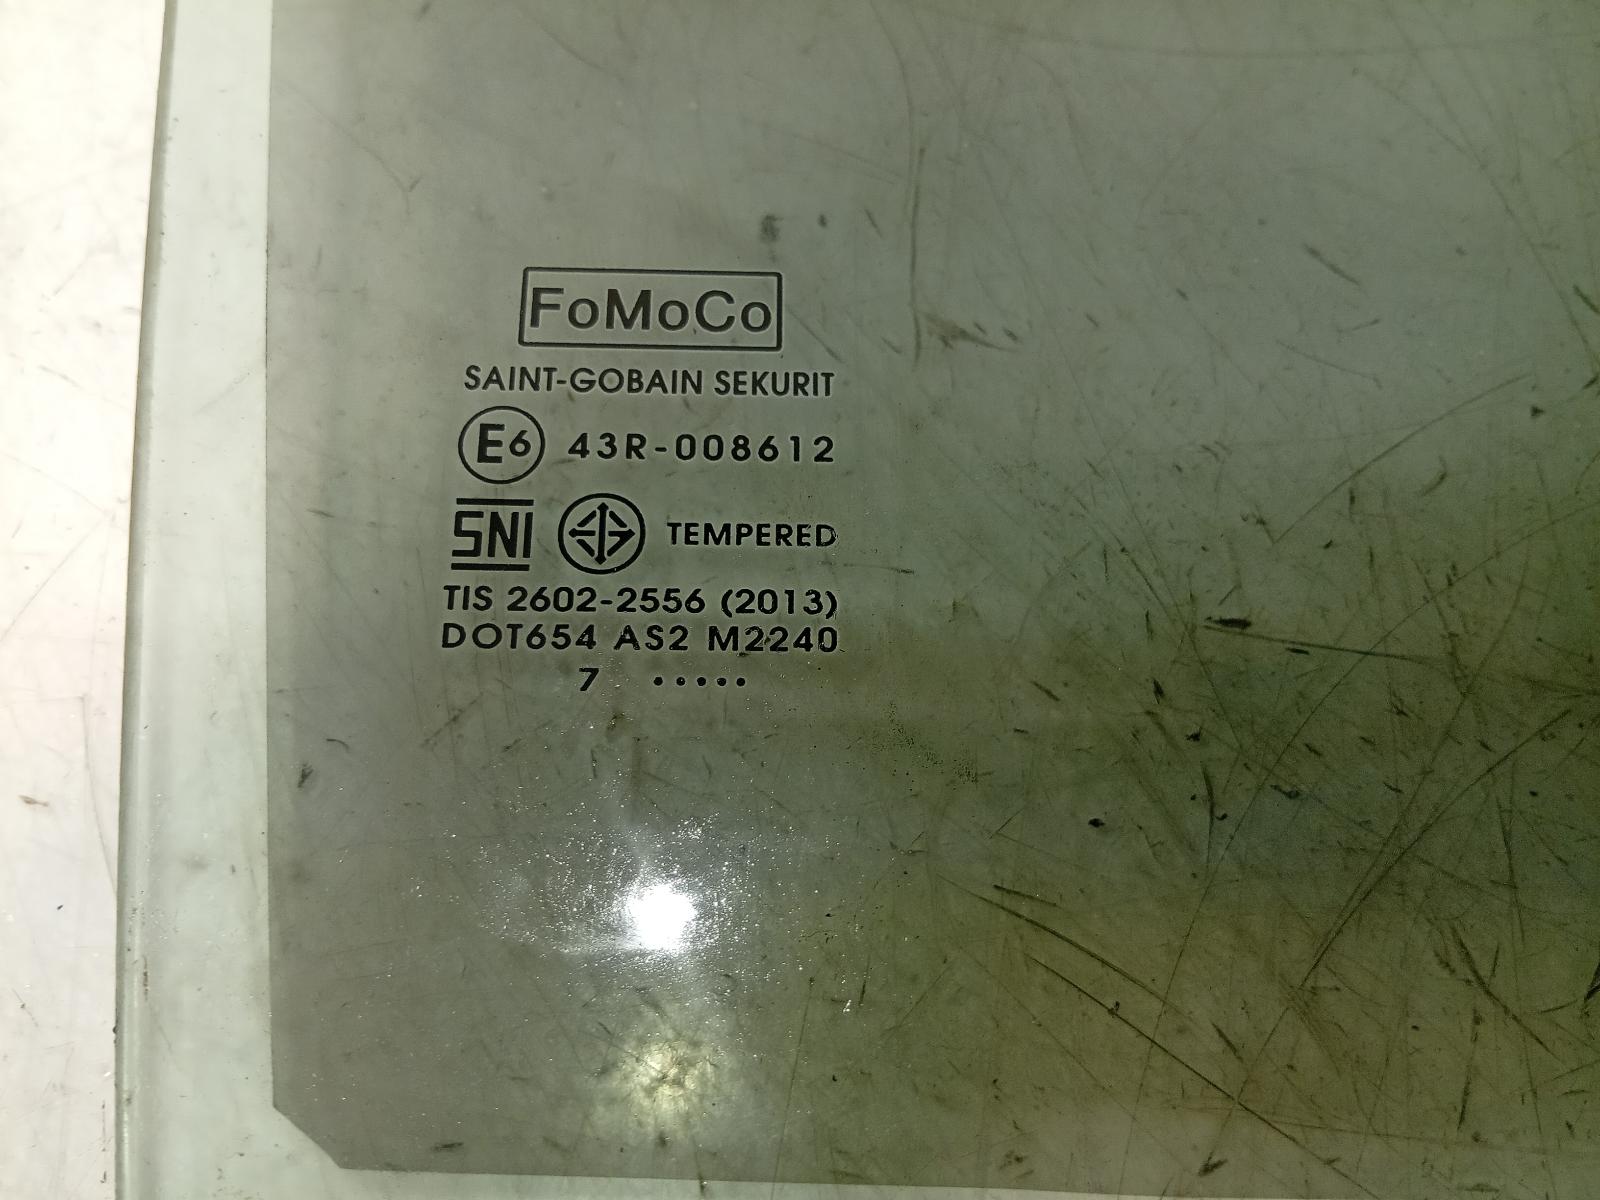 FoMoCo
SAINT-GOBAIN SEKURIT
E6 43R-008612
SNI TEMPERED
TIS 2602-2556 (2013)
DOT654 AS2 M2240
7 .....